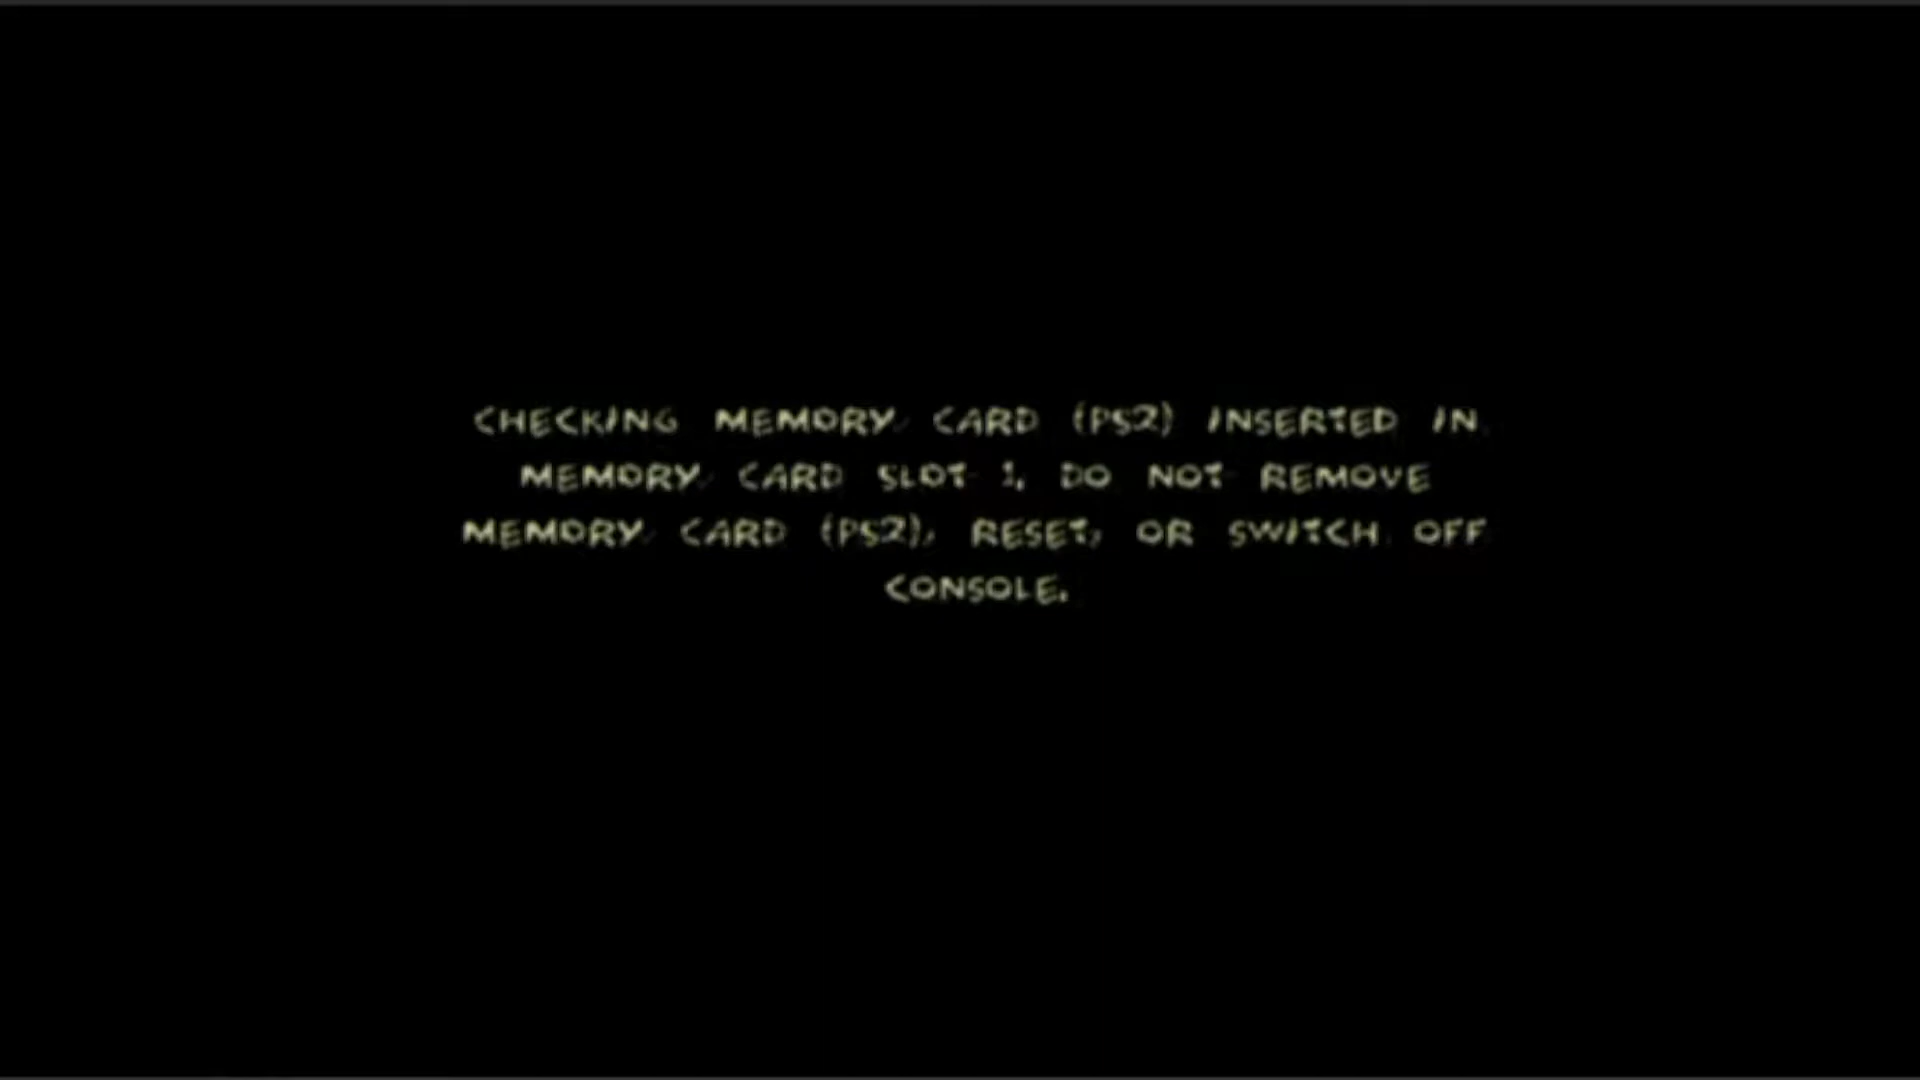 CHECKING MEMORY CARD (PS2) INSERTED IN
MEMORY CARD SLOT 1. DO NOT REMOVE
MEMORY CARD (PS2), RESET, OR SWITCH OFF
CONSOLE.